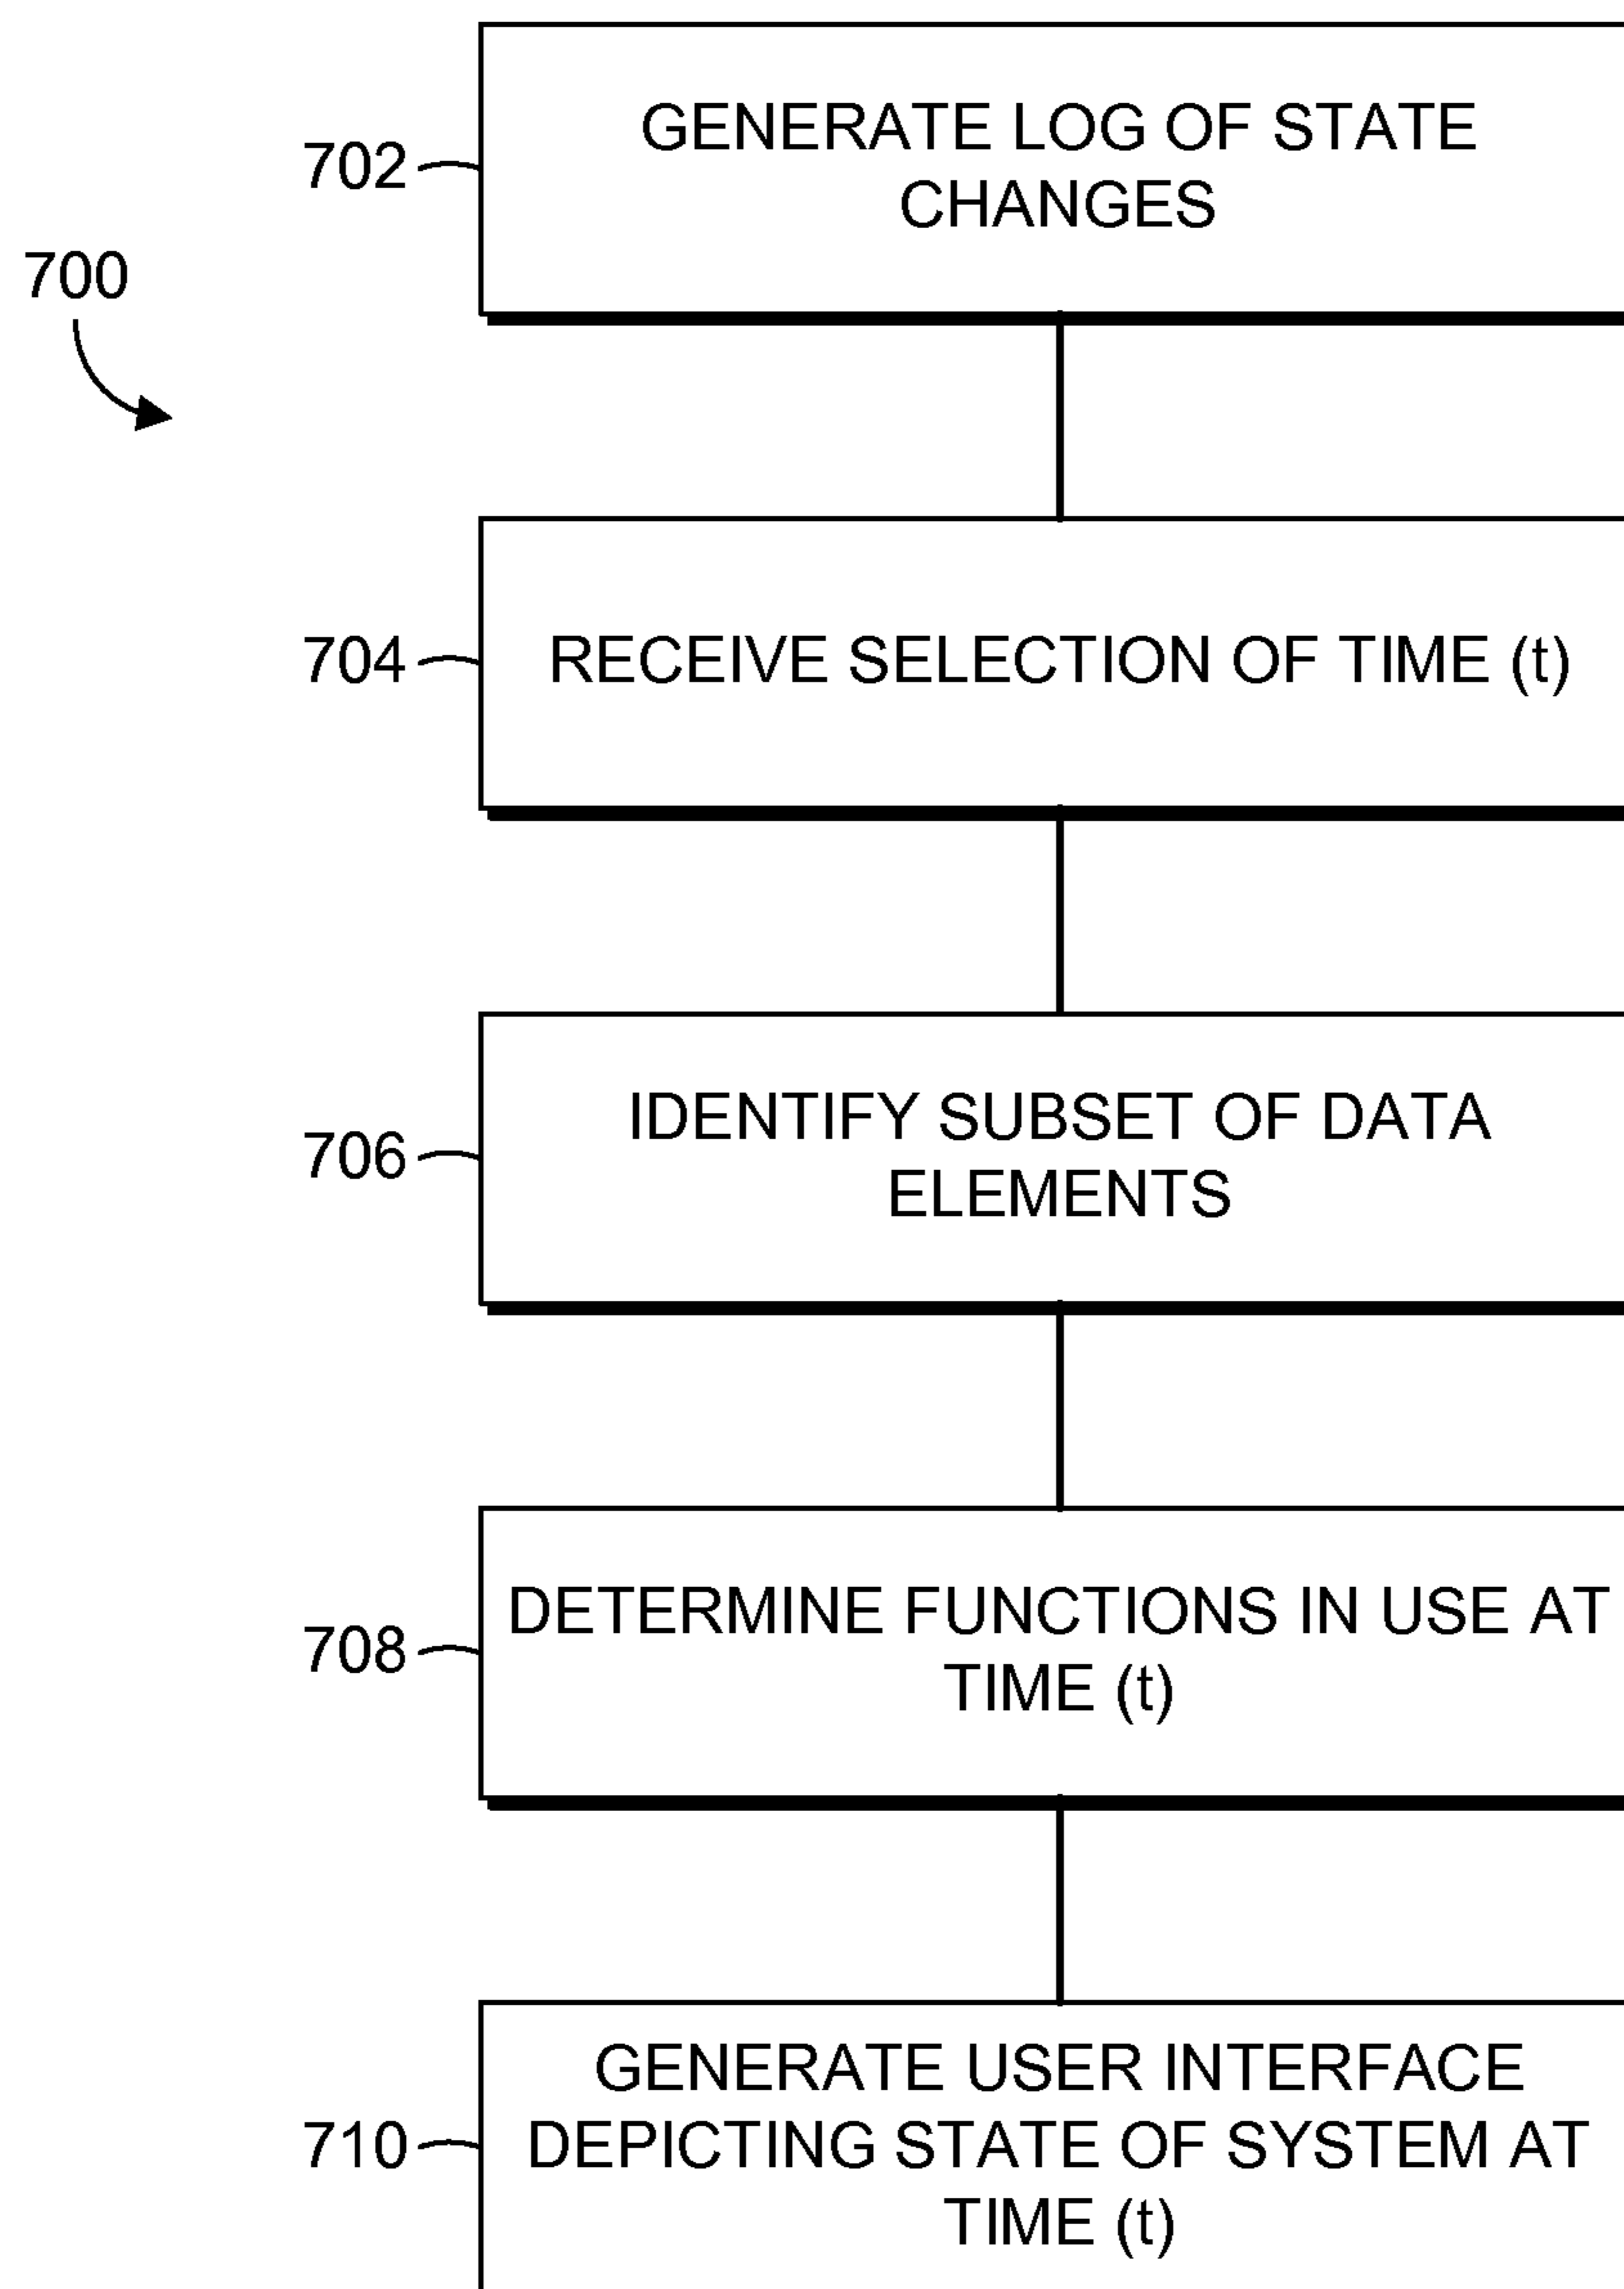 702
GENERATE LOG OF STATE
CHANGES
700
704
RECEIVE SELECTION OF TIME (t)
706
IDENTIFY SUBSET OF DATA
ELEMENTS
708
DETERMINE FUNCTIONS IN USE AT
TIME (t)
710
GENERATE USER INTERFACE
DEPICTING STATE OF SYSTEM AT
TIME (t)